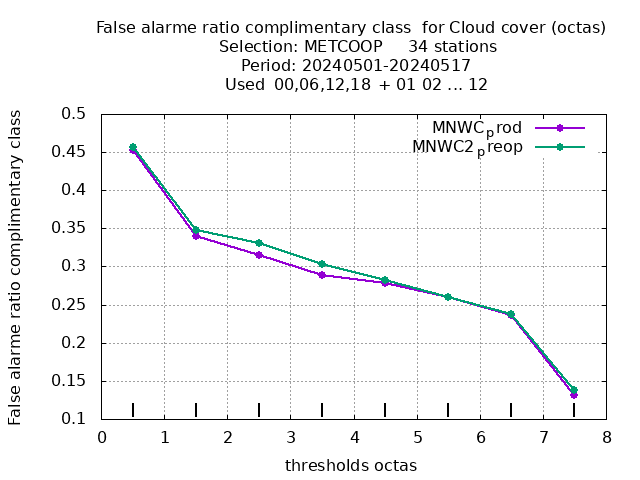 False alarme ratio complimentary class  for Cloud cover (octas)
Selection: METCOOP     34 stations
Period: 20240501-20240517
Used  00,06,12,18 + 01 02 ... 12
MNWCprod
MNWC2preop
False alarme ratio complimentary class
0.5
0.45
0.4
0.35
0.3
0.25
0.2
0.15
0.1
0 1 2 3 4 5 6 7 8
thresholds octas